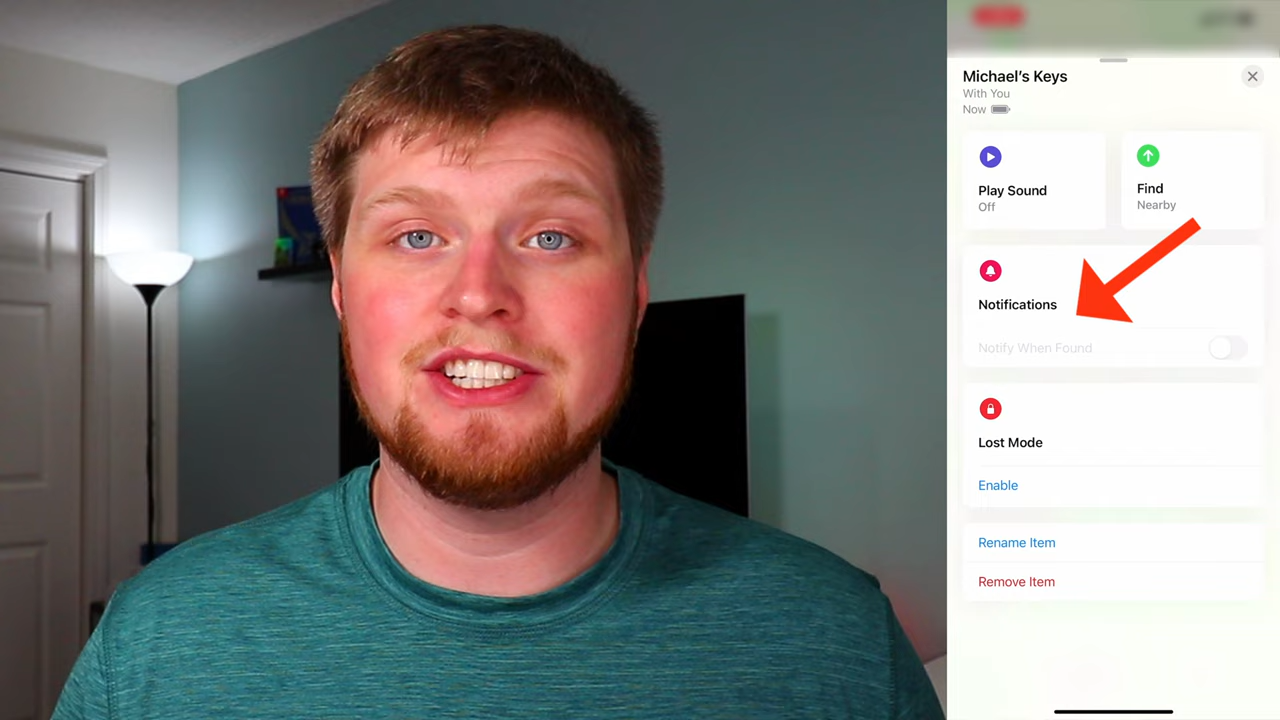 Michael's Keys
With You
Now
Play Sound
Off
Find
Nearby
Notifications
Notify When Found
Lost Mode
Enable
Rename Item
Remove Item